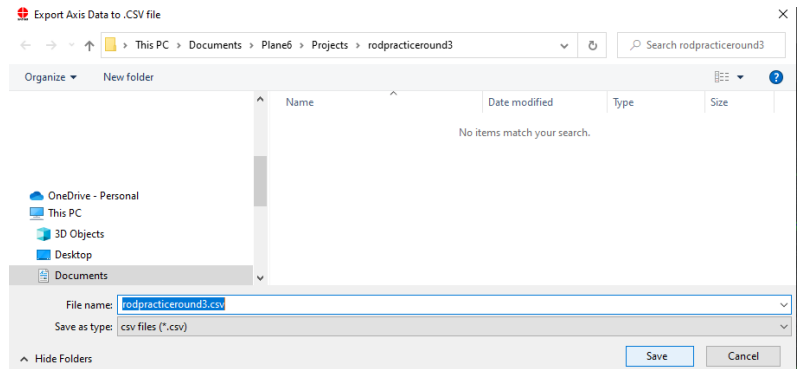 Export Axis Data to .CSV file
This PC > Documents > Plane6 > Projects > rodpracticeround3
Search rodpracticeround3
Organize
New folder
Name Date modified Type Size
No items match your search.
OneDrive - Personal
This PC
3D Objects
Desktop
Documents
File name: rodpracticeround3.csv
Save as type: csv files (*.csv)
Hide Folders
Save
Cancel